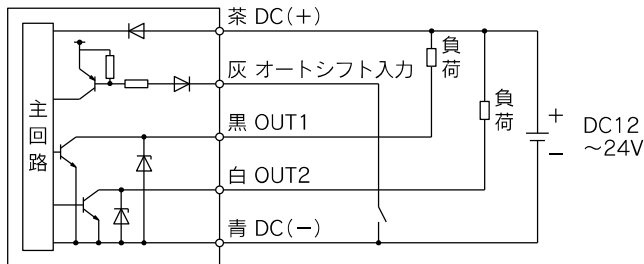 茶 DC(+)
灰 オートシフト入力
黒 OUT1
白 OUT2
青 DC(−)
主回路
負荷
負荷
+
−
DC12
～24V